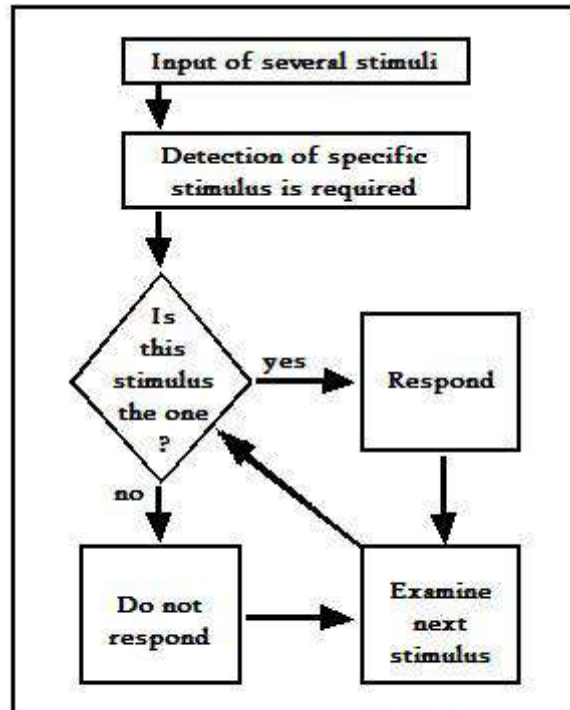 Input of several stimuli
Detection of specific
stimulus is required
Is
this
stimulus
the one
?
yes
Respond
no
Do not
respond
Examine
next
stimulus